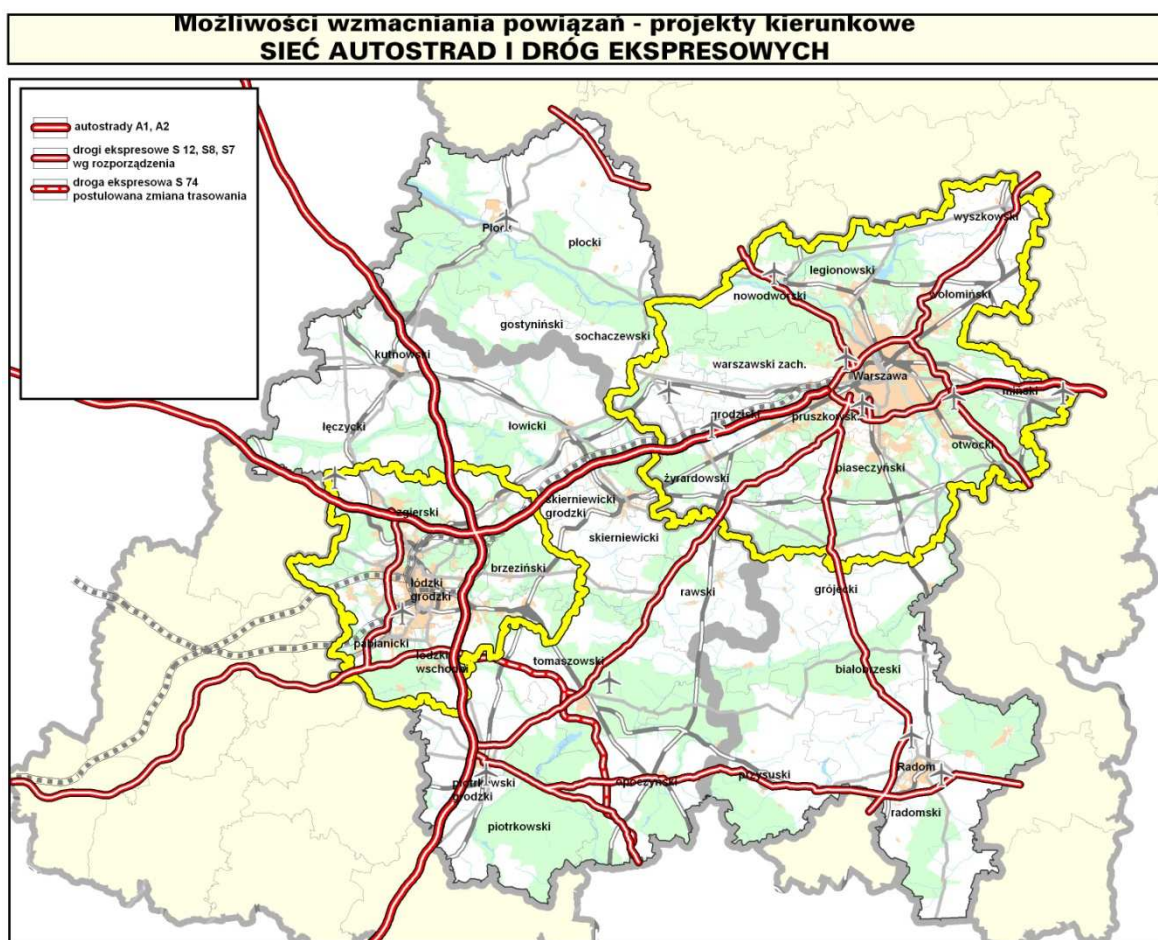 Możliwości wzmacniania powiązań - projekty kierunkowe
SIEĆ AUTOSTRAD I DRÓG EKSPRESOWYCH
autostrady A1, A2
drogi ekspresowe S 12, S8, S7
wg rozporządzenia
droga ekspresowa S 74
postulowana zmiana trasowania
wyszkowski
płocki
legionowski
nowodworski
wołomiński
gostyniński
sochaczewski
kutnowski
warszawski zach.
Warszawa
miński
grodziski
pruszkowski
łęczycki
łowicki
otwocki
piaseczyński
żyrardowski
skierniewicki
grodzki
zgierski
skierniewicki
brzeziński
łódzki
grodzki
rawski
grójecki
pabianicki
łódzki
wschodni
tomaszowski
białobrzeski
Radom
piotrkowski
grodzki
opoczyński
przysuski
radomski
piotrkowski